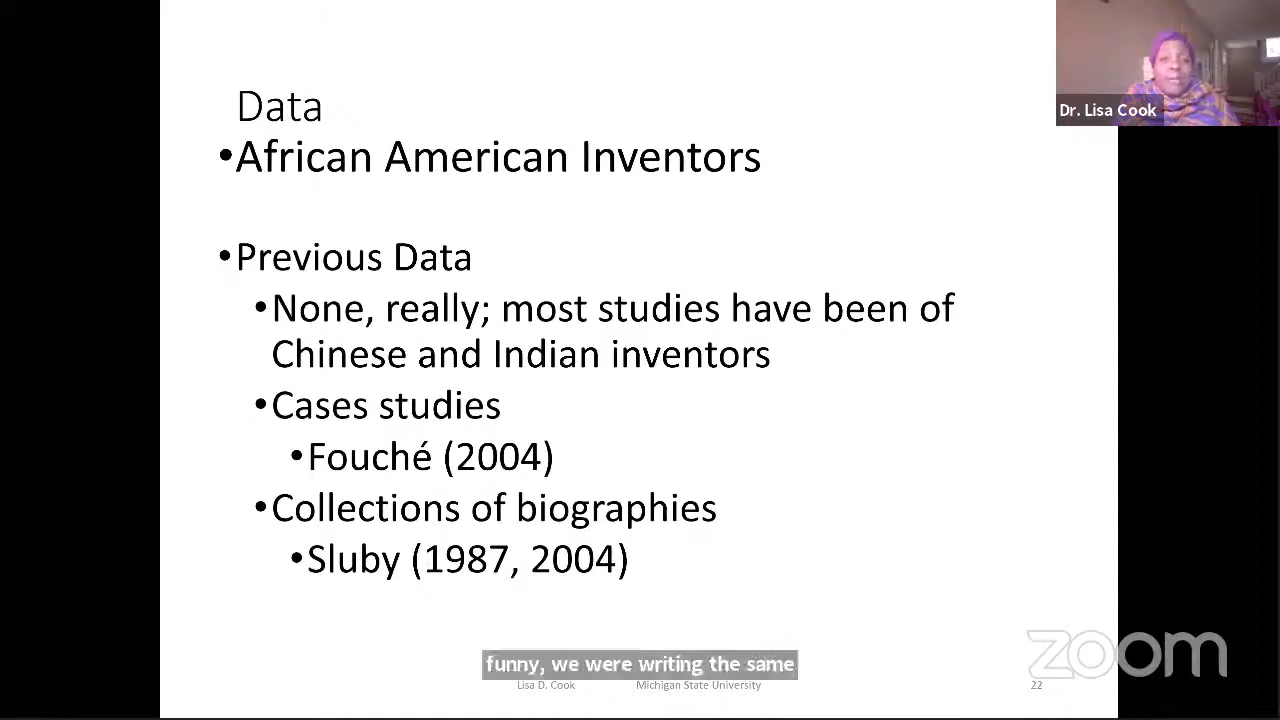 Data
•African American Inventors
•Previous Data
•None, really; most studies have been of
Chinese and Indian inventors
•Cases studies
•Fouché (2004)
•Collections of biographies
•Sluby (1987, 2004)
funny, we were writing the same
Lisa D. Cook Michigan State University 22
Dr. Lisa Cook
zoom